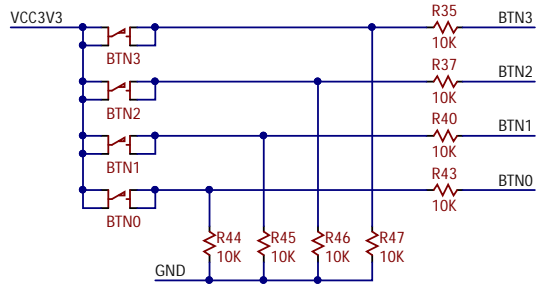 VCC3V3
R35
BTN3
10K
BTN3
R37
BTN2
10K
BTN2
R40
BTN1
10K
BTN1
R43
BTN0
10K
BTN0
R44 R45 R46 R47
10K 10K 10K 10K
GND